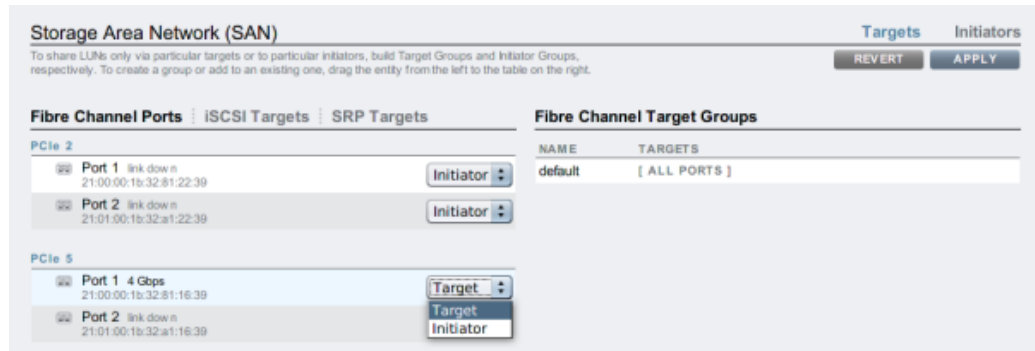 Storage Area Network (SAN)
Targets Initiators
To share LUNs only via particular targets or to particular initiators, build Target Groups and Initiator Groups,
respectively. To create a group or add to an existing one, drag the entity from the left to the table on the right.
REVERT APPLY
Fibre Channel Ports iSCSI Targets SRP Targets
Fibre Channel Target Groups
PCIe 2
NAME TARGETS
Port 1 link down
21:00:00:1b:32:81:22:39
Initiator
default [ ALL PORTS ]
Port 2 link down
21:01:00:1b:32:a1:22:39
Initiator
PCIe 5
Port 1 4 Gbps
21:00:00:1b:32:81:16:39
Target
Target
Initiator
Port 2 link down
21:01:00:1b:32:a1:16:39